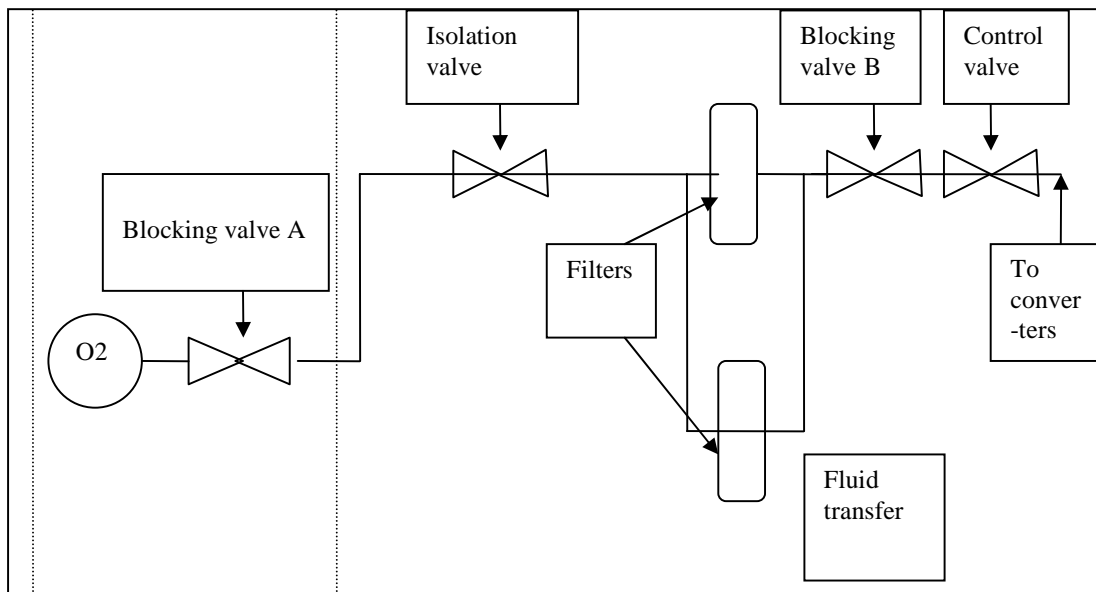 Isolation
valve
Blocking
valve B
Control
valve
Blocking valve A
Filters
To
conver
-ters
O2
Fluid
transfer